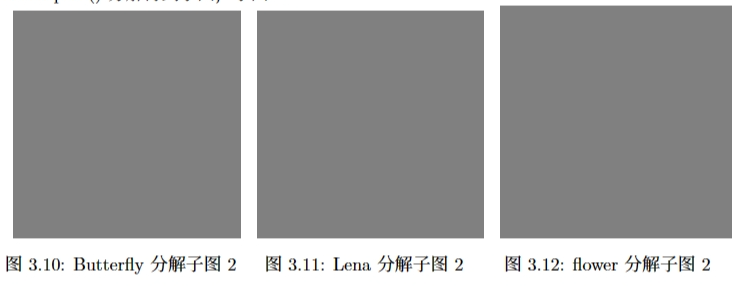 图 3.10: Butterfly 分解子图 2
图 3.11: Lena 分解子图 2
图 3.12: flower 分解子图 2